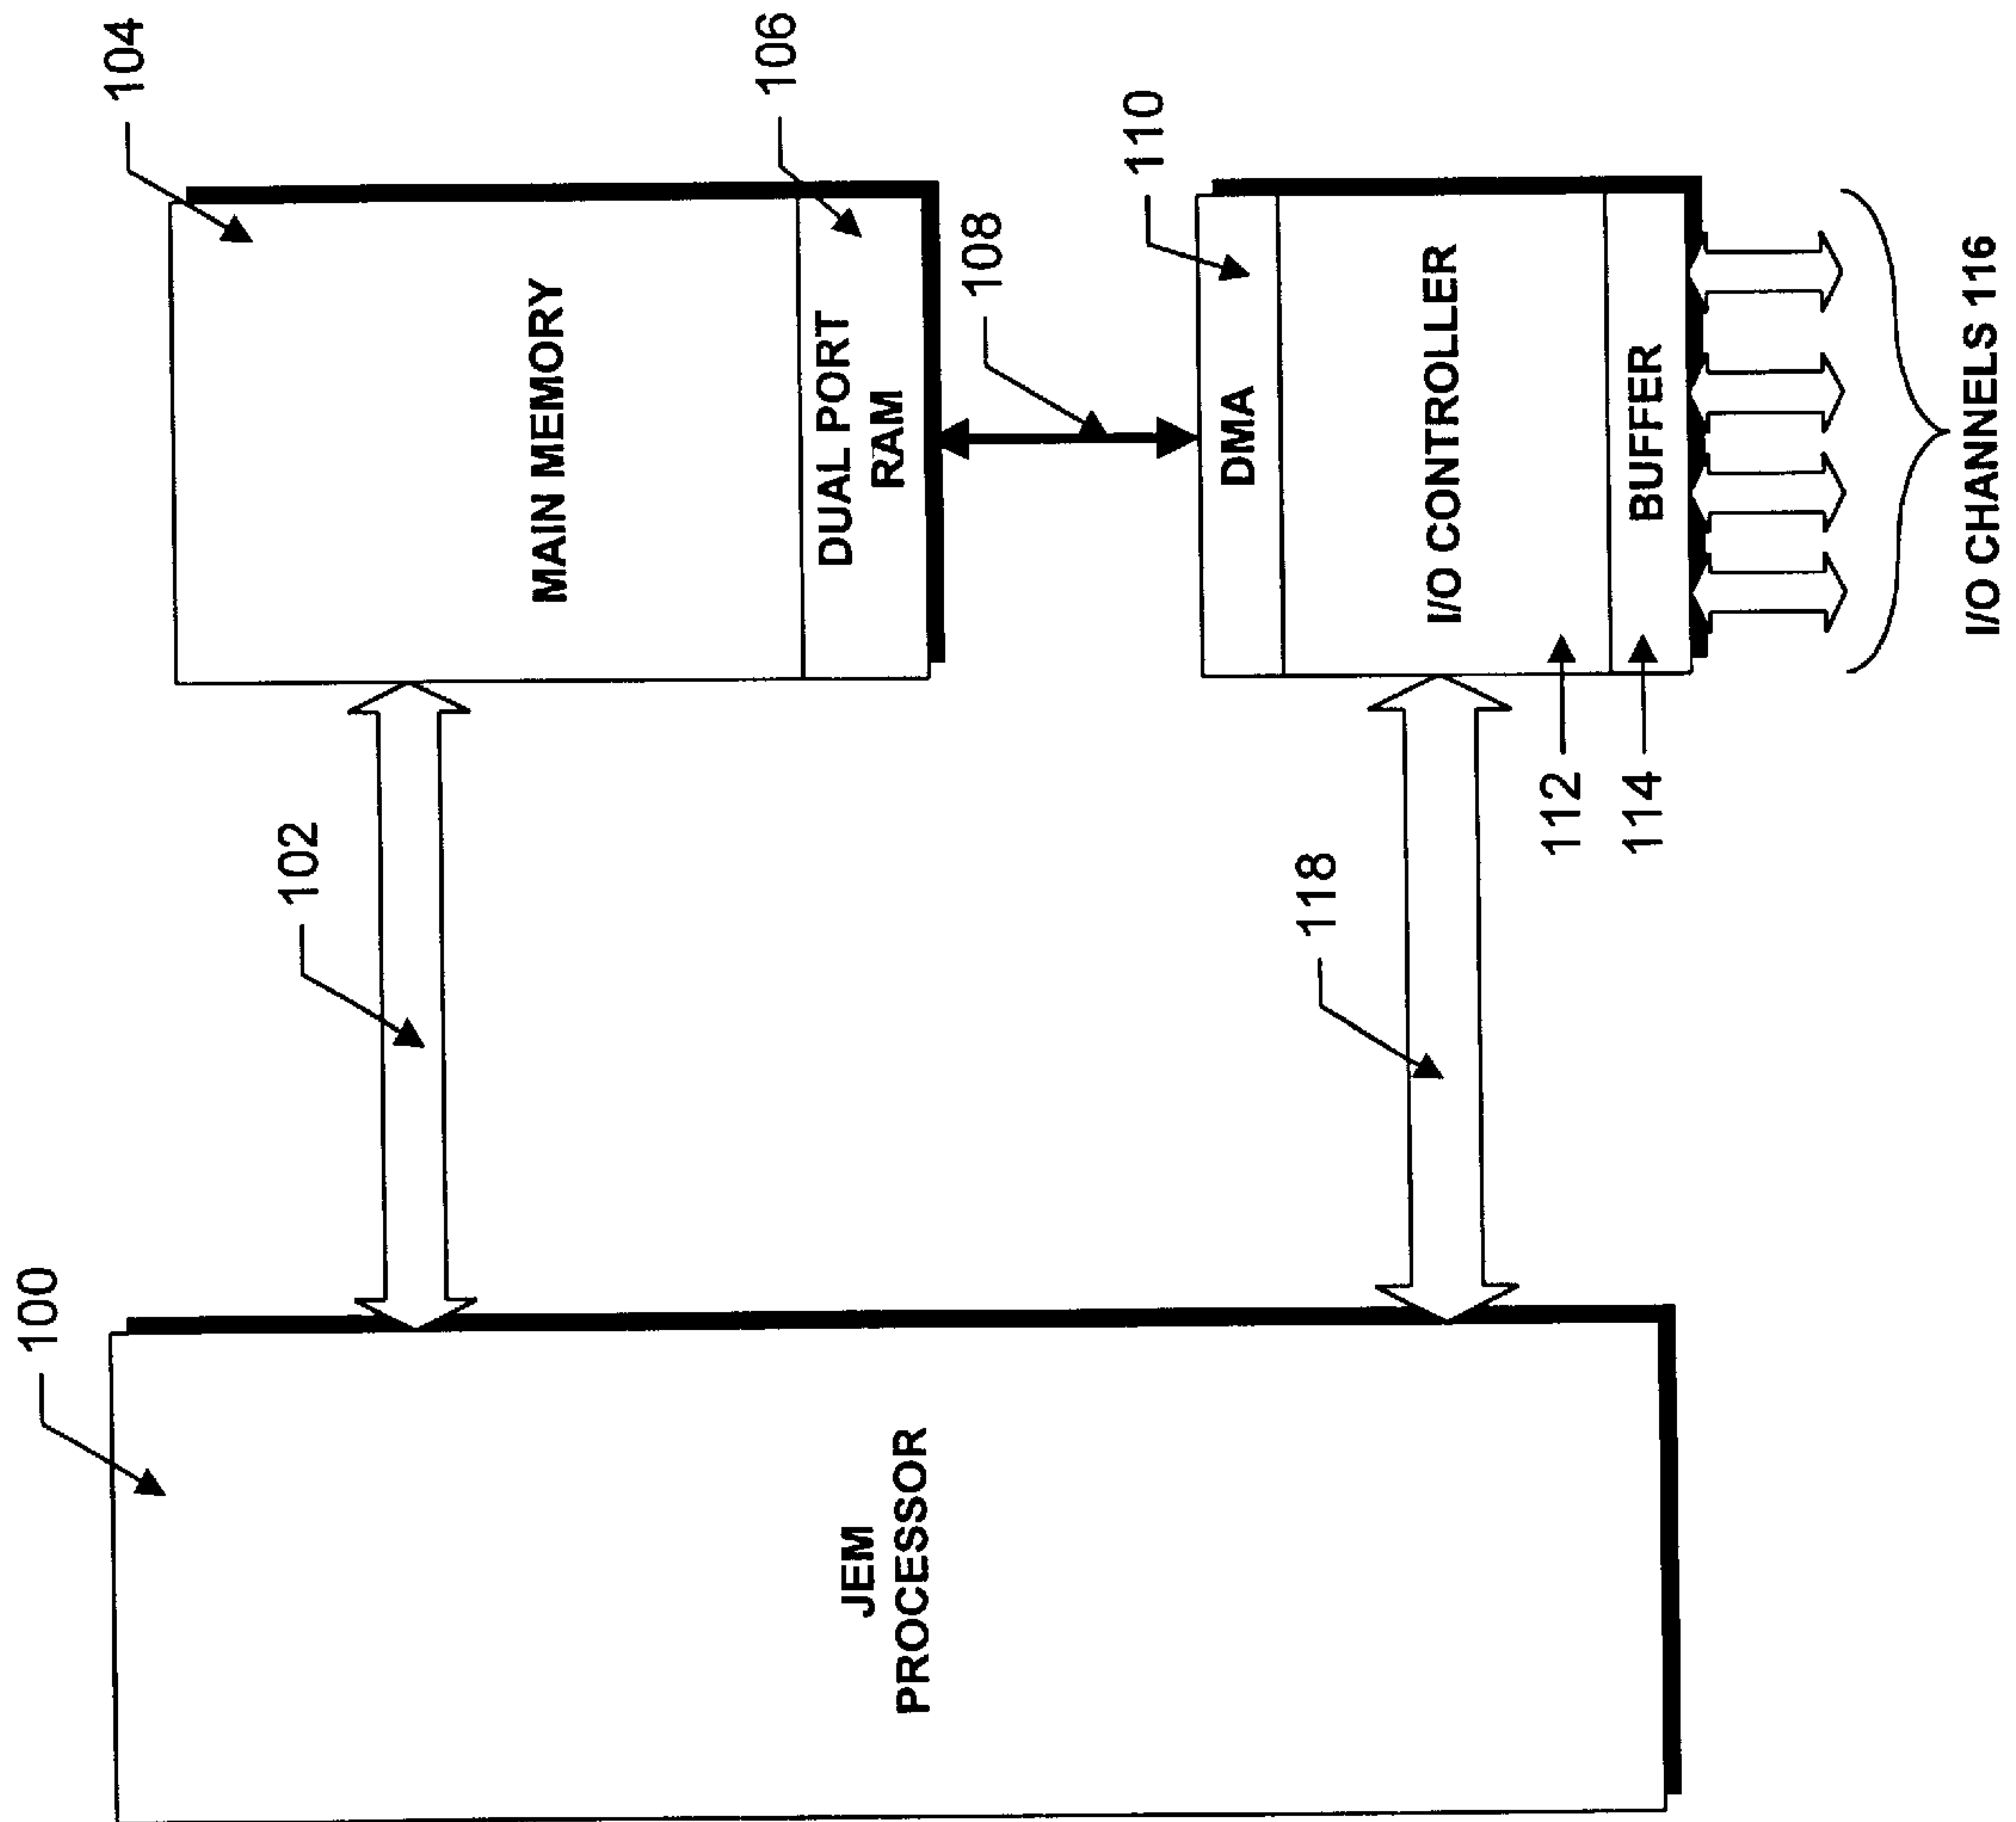 100
JEM
PROCESSOR
102
118
104
MAIN MEMORY
106
DUAL PORT
RAM
108
110
DMA
I/O CONTROLLER
BUFFER
112
114
I/O CHANNELS 116